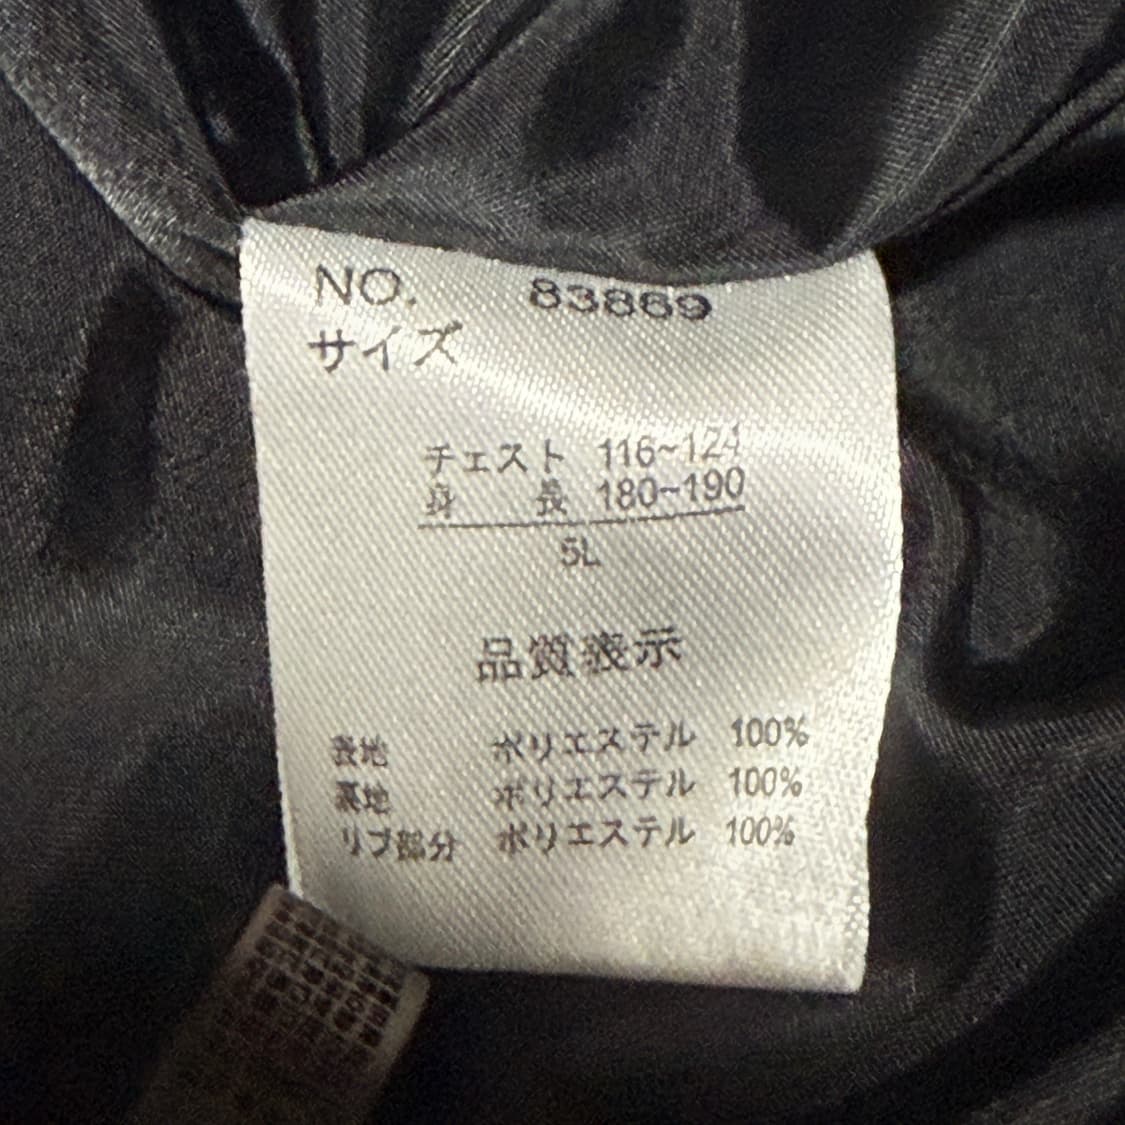 NO. 83869
サイズ
チェスト 116~124
身 長 180~190
5L
品質表示
表地 ポリエステル 100%
裏地 ポリエステル 100%
リブ部分 ポリエステル 100%